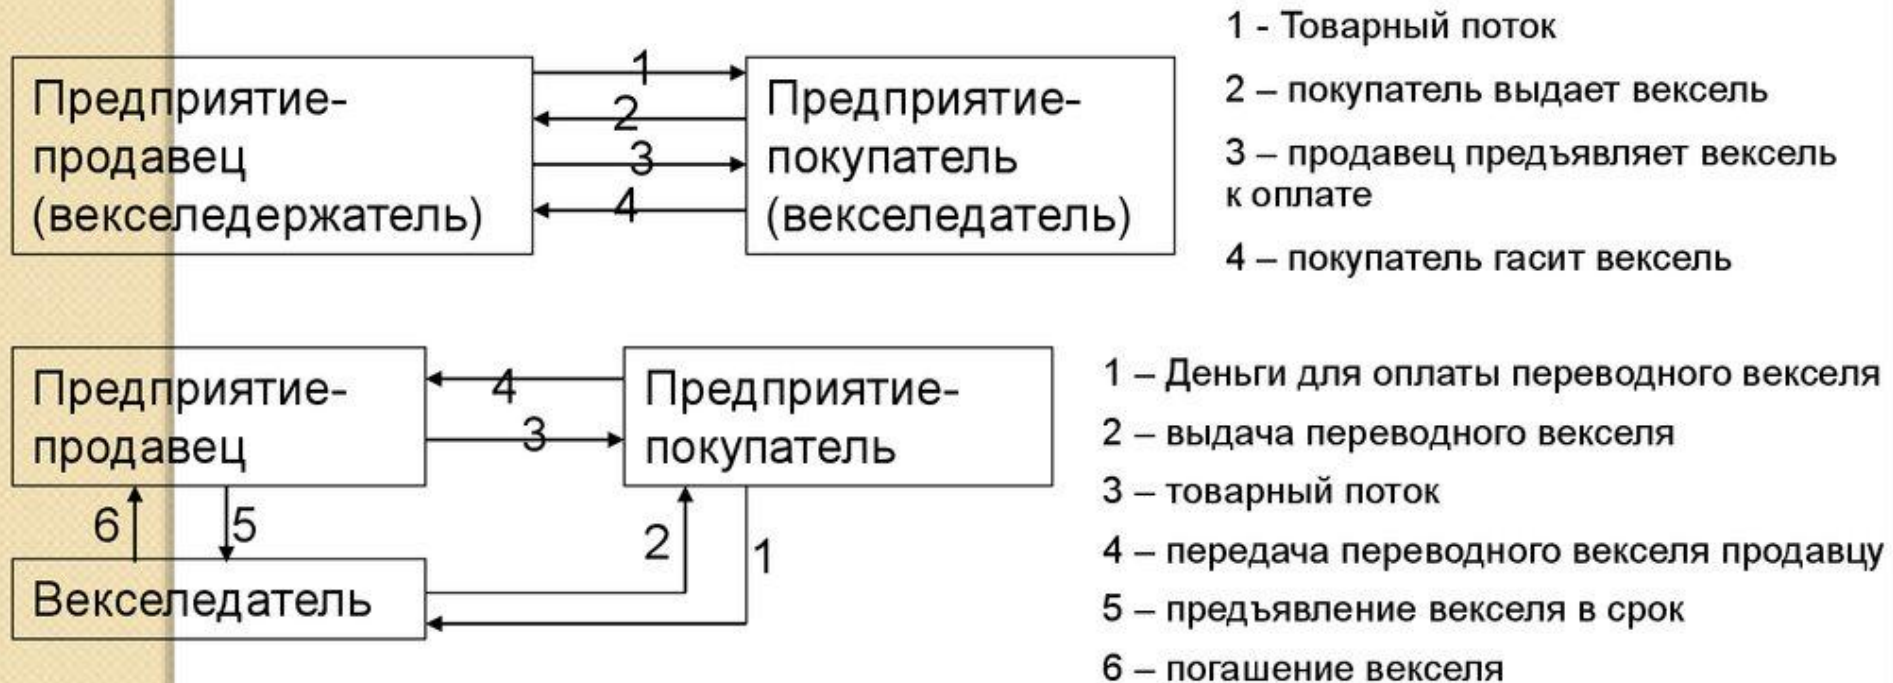 Предприятие-
продавец
(векселедержатель)
1
2
3
4
Предприятие-
покупатель
(векселедатель)
1 - Товарный поток
2 – покупатель выдает вексель
3 – продавец предъявляет вексель
к оплате
4 – покупатель гасит вексель
Предприятие-
продавец
4
3
Предприятие-
покупатель
6
5
2
1
Векселедатель
1 – Деньги для оплаты переводного векселя
2 – выдача переводного векселя
3 – товарный поток
4 – передача переводного векселя продавцу
5 – предъявление векселя в срок
6 – погашение векселя